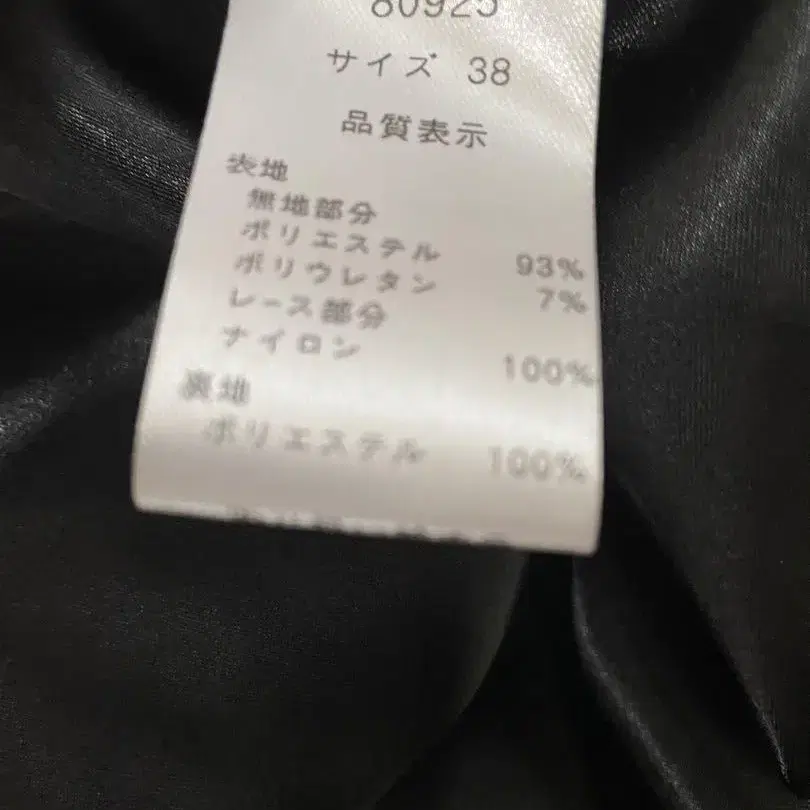 80925
サイズ 38
品質表示
表地
無地部分
ポリエステル 93%
ポリウレタン 7%
レース部分
ナイロン 100%
裏地
ポリエステル 100%